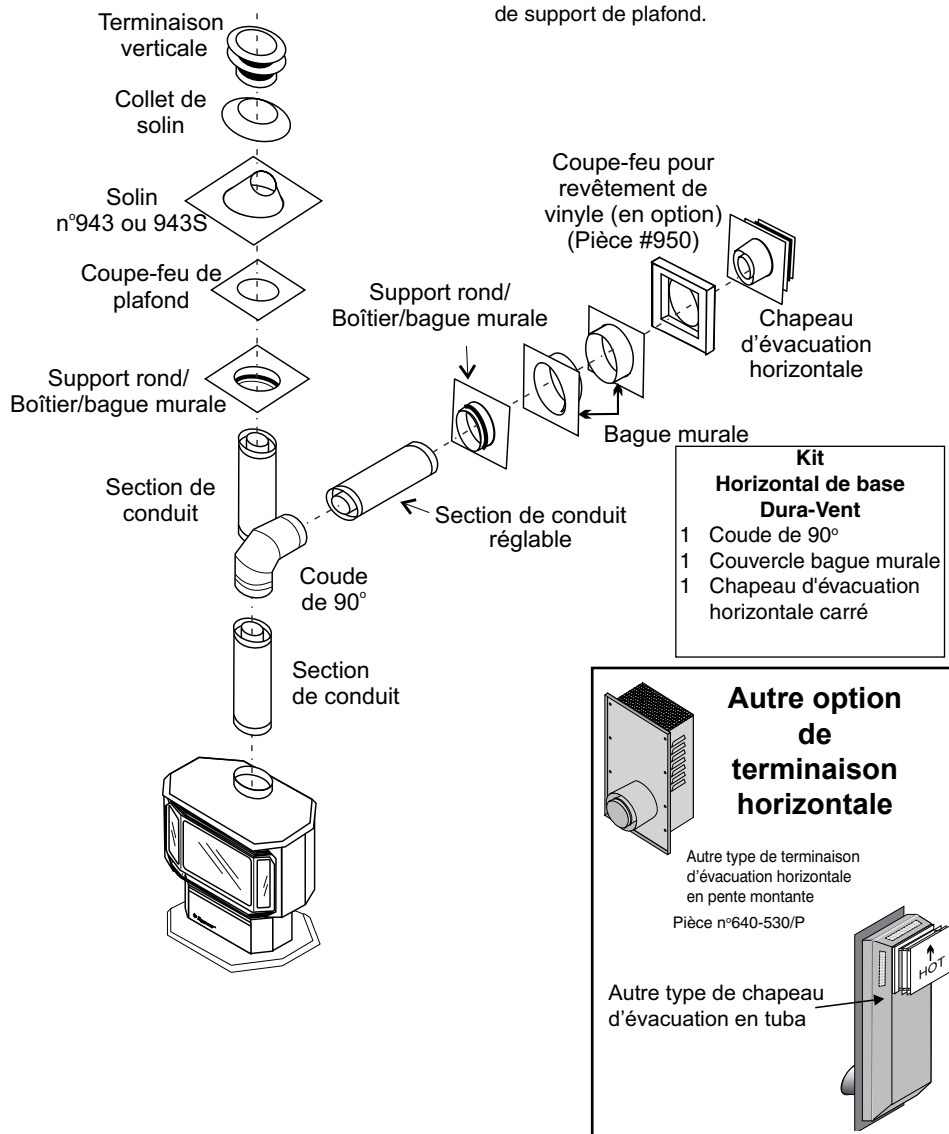 de support de plafond.
Terminaison
verticale
Collet de
solin
Solin
n°943 ou 943S
Coupe-feu de
plafond
Support rond/
Boîtier/bague murale
Section de
conduit
Coupe-feu pour
revêtement de
vinyle (en option)
(Pièce #950)
Support rond/
Boîtier/bague murale
Chapeau
d'évacuation
horizontale
Bague murale
Section de conduit
réglable
Coude
de 90°
Section
de conduit
Kit
Horizontal de base
Dura-Vent
1 Coude de 90°
1 Couvercle bague murale
1 Chapeau d'évacuation
horizontale carré
Autre option
de
terminaison
horizontale
Autre type de terminaison
d'évacuation horizontale
en pente montante
Pièce n°640-530/P
HOT
Autre type de chapeau
d'évacuation en tuba